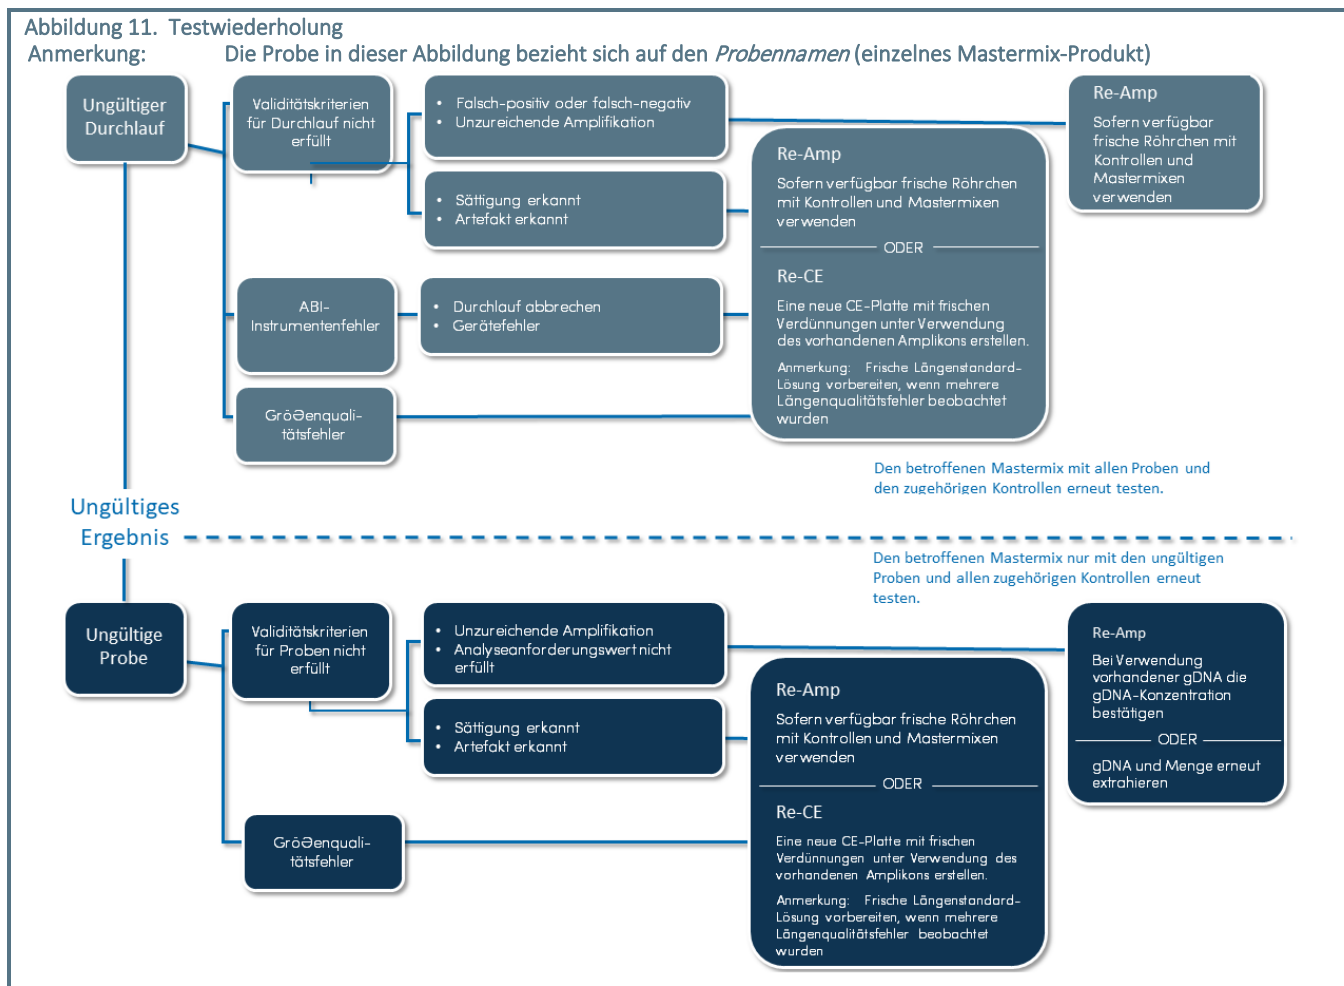 Abbildung 11. Testwiederholung
Anmerkung: Die Probe in dieser Abbildung bezieht sich auf den Probennamen (einzelnes Mastermix-Produkt)
Ungültiger
Durchlauf
Validitätskriterien
für Durchlauf nicht
erfüllt
• Falsch-positiv oder falsch-negativ
• Unzureichende Amplifikation
Re-Amp
Sofern verfügbar
frische Röhrchen mit
Kontrollen und
Mastermixen
verwenden
• Sättigung erkannt
• Artefakt erkannt
Re-Amp
Sofern verfügbar frische Röhrchen
mit Kontrollen und Mastermixen
verwenden
ODER
Re-CE
Eine neue CE-Platte mit frischen
Verdünnungen unter Verwendung
des vorhandenen Amplikons erstellen.
Anmerkung: Frische Längenstandard-
Lösung vorbereiten, wenn mehrere
Längenqualitätsfehler beobachtet
wurden
ABI-
Instrumentenfehler
• Durchlauf abbrechen
• Gerätefehler
GröƏenquali-
tätsfehler
Den betroffenen Mastermix mit allen Proben und
den zugehörigen Kontrollen erneut testen.
Ungültiges
Ergebnis
Den betroffenen Mastermix nur mit den ungültigen
Proben und allen zugehörigen Kontrollen erneut
testen.
Ungültige
Probe
Validitätskriterien
für Proben nicht
erfüllt
• Unzureichende Amplifikation
• Analyseanforderungswert nicht
erfüllt
Re-Amp
Bei Verwendung
vorhandener gDNA die
gDNA-Konzentration
bestätigen
ODER
gDNA und Menge erneut
extrahieren
• Sättigung erkannt
• Artefakt erkannt
Re-Amp
Sofern verfügbar frische Röhrchen
mit Kontrollen und Mastermixen
verwenden
ODER
Re-CE
Eine neue CE-Platte mit frischen
Verdünnungen unter Verwendung des
vorhandenen Amplikons erstellen.
Anmerkung: Frische Längenstandard-
Lösung vorbereiten, wenn mehrere
Längenqualitätsfehler beobachtet
wurden
GröƏenquali-
tätsfehler